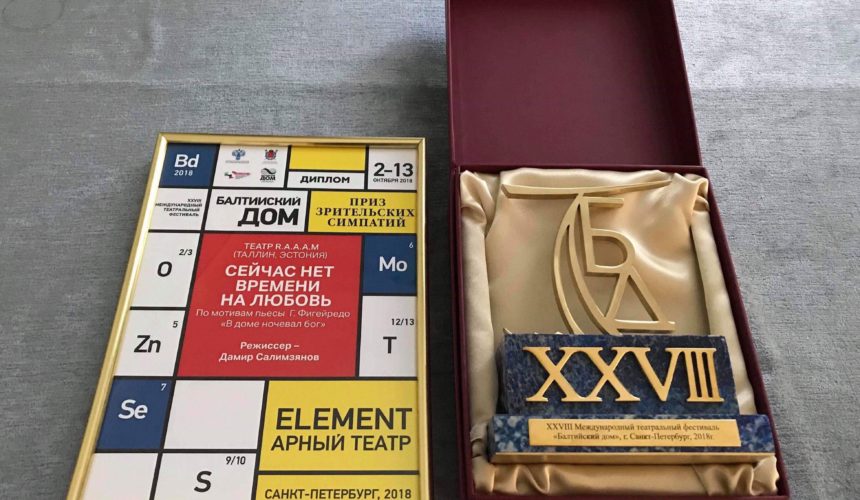 Bd
2018
ДИПЛОМ
2–13
ОКТЯБРЯ 2018
XXVIII
МЕЖДУНАРОДНЫЙ
ТЕАТРАЛЬНЫЙ
ФЕСТИВАЛЬ
БАЛТИЙСКИЙ
ДОМ
ПРИЗ
ЗРИТЕЛЬСКИХ
СИМПАТИЙ
2/3
O
ТЕАТР R.A.A.A.M
(ТАЛЛИН, ЭСТОНИЯ)
СЕЙЧАС НЕТ
ВРЕМЕНИ
НА ЛЮБОВЬ
По мотивам пьесы Г. Фигейредо
«В доме ночевал бог»
Режиссер –
Дамир Салимзянов
6
Mo
5
Zn
12/13
T
7
Se
ELEMENT
АРНЫЙ ТЕАТР
9/10
S
САНКТ-ПЕТЕРБУРГ, 2018
БД
XXVIII
XXVIII Международный театральный фестиваль
«Балтийский дом», г. Санкт-Петербург, 2018г.